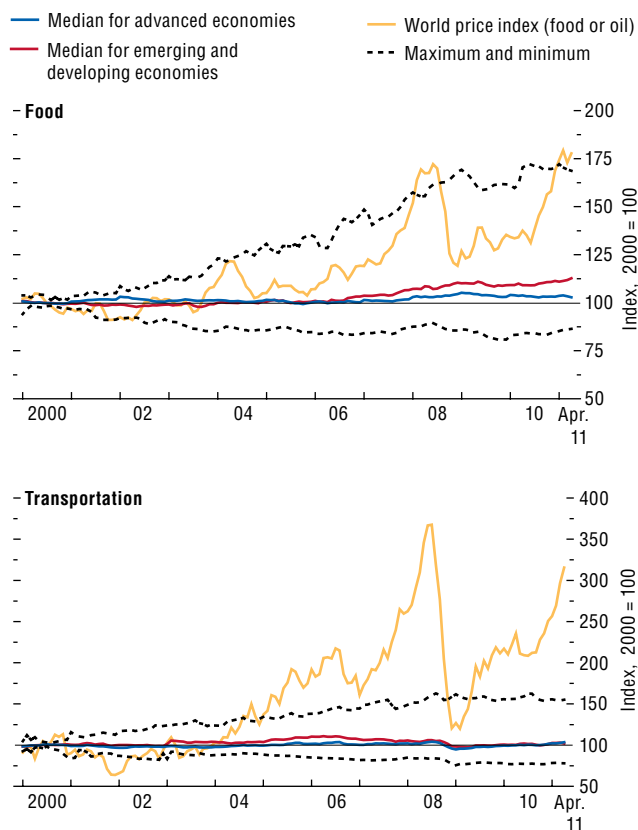 Median for advanced economies
Median for emerging and
developing economies
World price index (food or oil)
Maximum and minimum
Food
200
175
150
125
100
75
50
Index, 2000 = 100
2000 02 04 06 08 10 Apr.
11
Transportation
400
350
300
250
200
150
100
50
Index, 2000 = 100
2000 02 04 06 08 10 Apr.
11